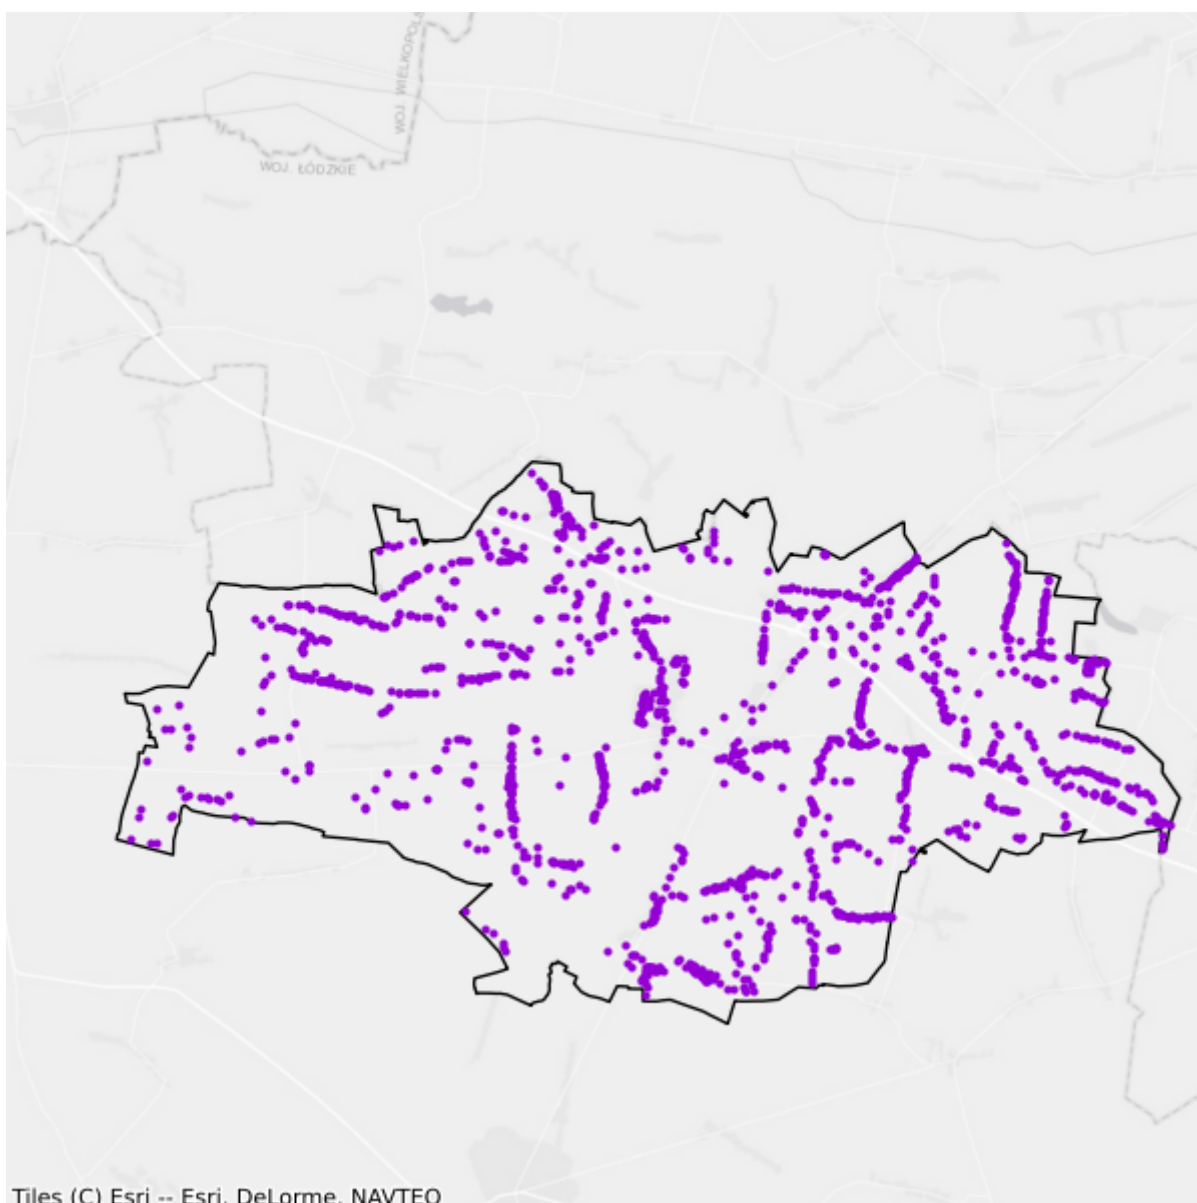 WOJ. WIELKOPOL
WOJ. ŁÓDZKIE
Tiles (C) Esri -- Esri, DeLorme, NAVTEQ